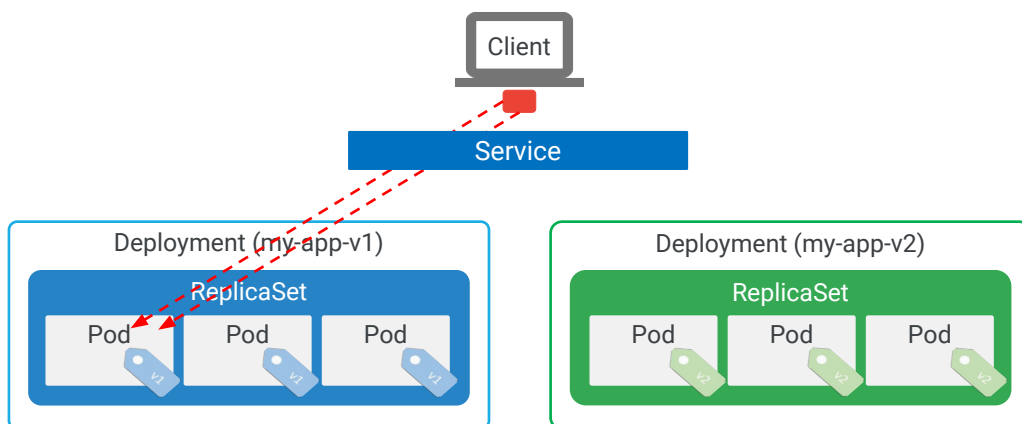 Client
Service
Deployment (my-app-v1)
ReplicaSet
Pod
Pod
Pod
v1
v1
v1
Deployment (my-app-v2)
ReplicaSet
Pod
Pod
Pod
v2
v2
v2